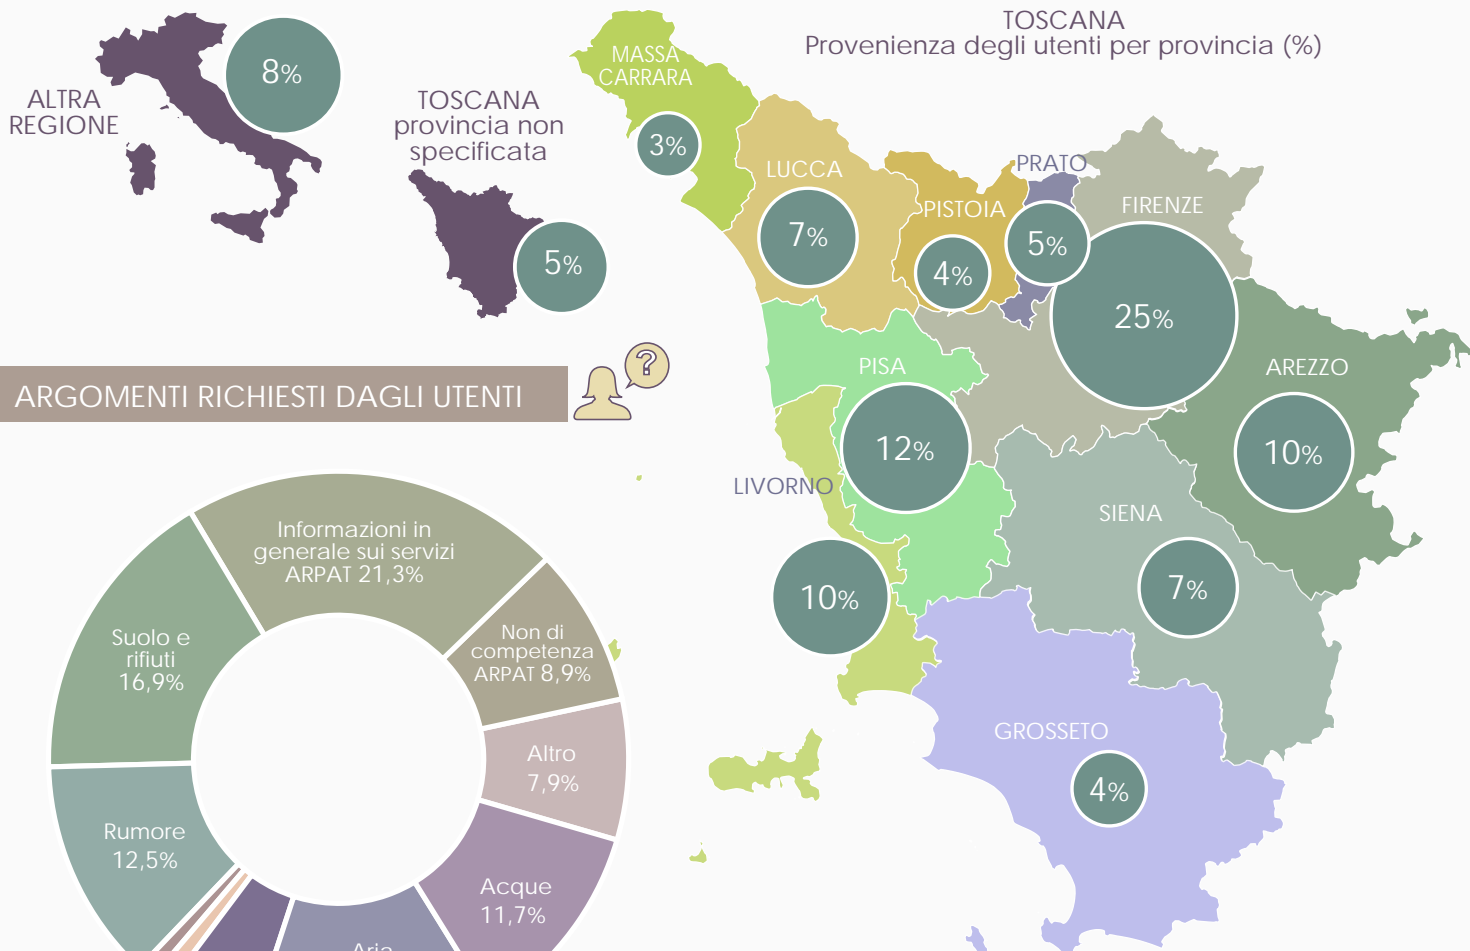 ALTRA
REGIONE
8%
TOSCANA
provincia non
specificata
5%
TOSCANA
Provenienza degli utenti per provincia (%)
MASSA
CARRARA
3%
LUCCA
7%
PISTOIA
4%
PRATO
5%
FIRENZE
25%
PISA
12%
AREZZO
10%
LIVORNO
10%
SIENA
7%
GROSSETO
4%
ARGOMENTI RICHIESTI DAGLI UTENTI
?
Informazioni in
generale sui servizi
ARPAT 21,3%
Non di
competenza
ARPAT 8,9%
Altro
7,9%
Acque
11,7%
Aria
Rumore
12,5%
Suolo e
rifiuti
16,9%